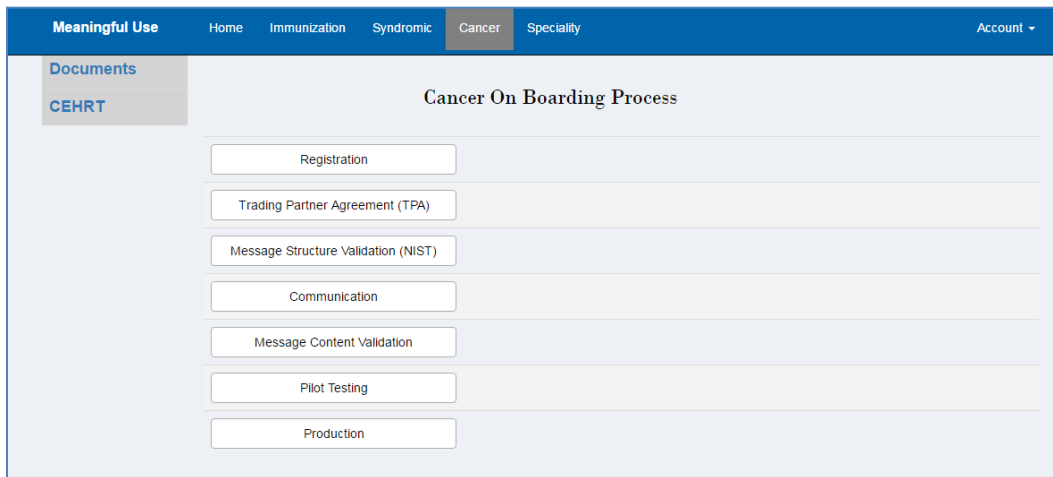 Meaningful Use Home Immunization Syndromic Cancer Speciality Account
Documents
CEHRT
Cancer On Boarding Process
Registration
Trading Partner Agreement (TPA)
Message Structure Validation (NIST)
Communication
Message Content Validation
Pilot Testing
Production